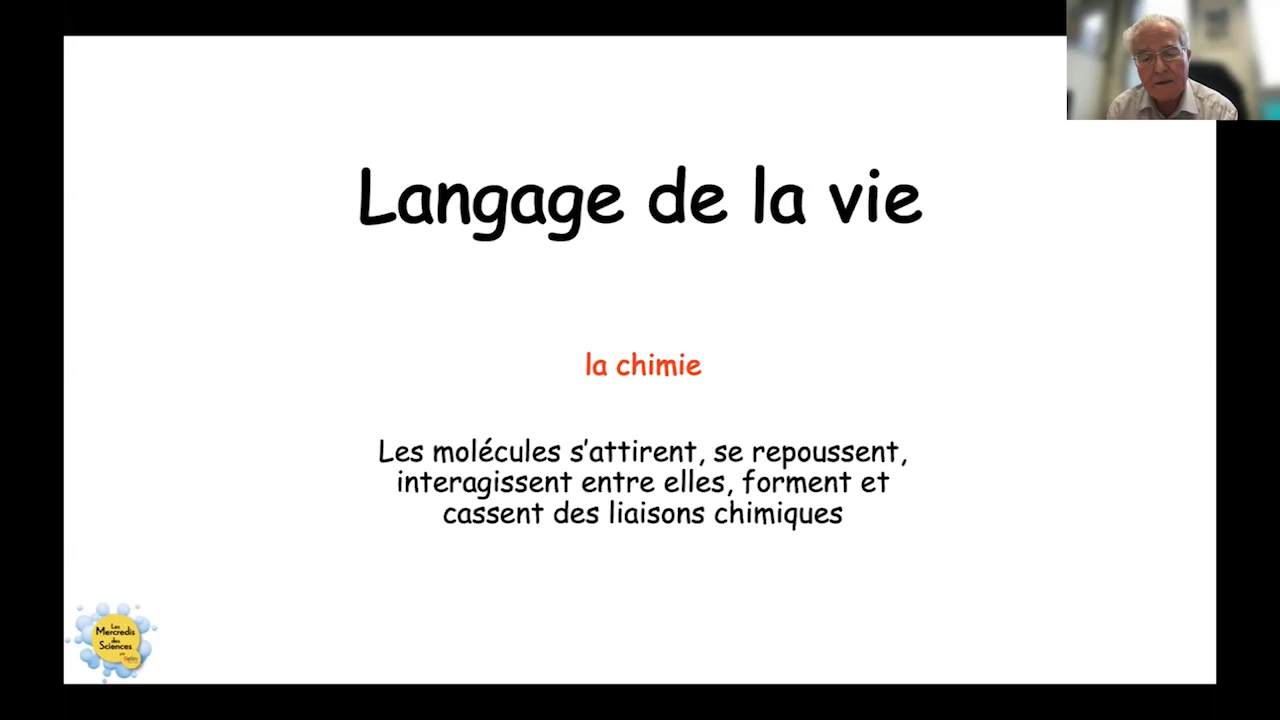 Langage de la vie
la chimie
Les molécules s'attirent, se repoussent,
interagissent entre elles, forment et
cassent des liaisons chimiques
Les
Mercredis
des
Sciences
par